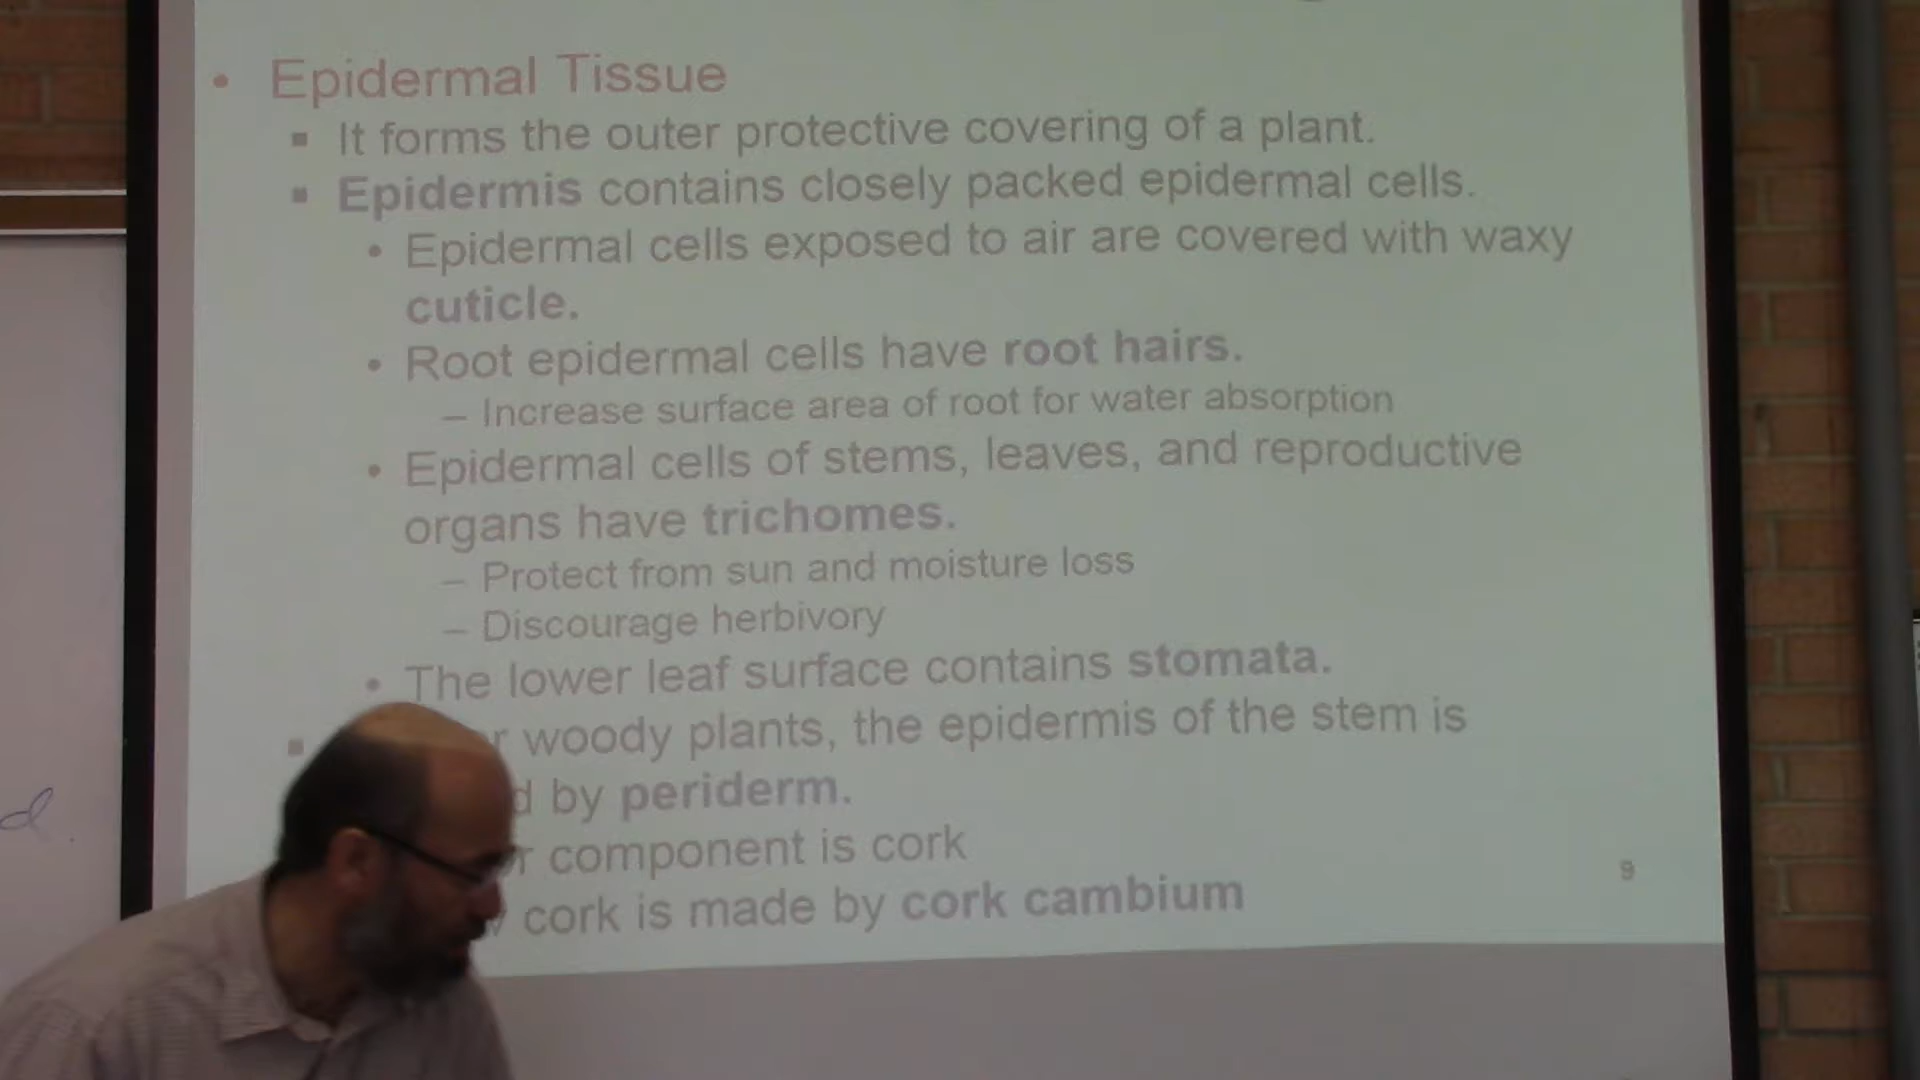 • Epidermal Tissue
▪ It forms the outer protective covering of a plant.
▪ Epidermis contains closely packed epidermal cells.
• Epidermal cells exposed to air are covered with waxy
cuticle.
• Root epidermal cells have root hairs.
– Increase surface area of root for water absorption
• Epidermal cells of stems, leaves, and reproductive
organs have trichomes.
– Protect from sun and moisture loss
– Discourage herbivory
• The lower leaf surface contains stomata.
▪ woody plants, the epidermis of the stem is
by periderm.
component is cork
cork is made by cork cambium
9